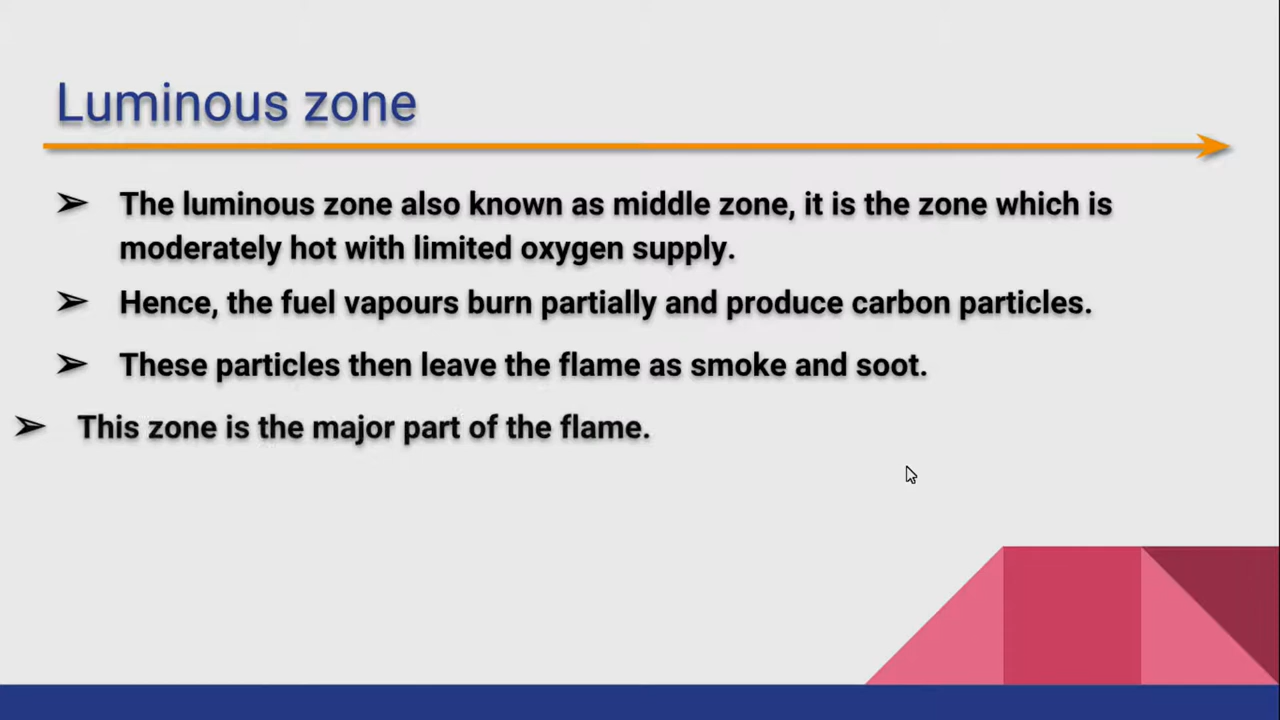 Luminous zone
➢ The luminous zone also known as middle zone, it is the zone which is
moderately hot with limited oxygen supply.
➢ Hence, the fuel vapours burn partially and produce carbon particles.
➢ These particles then leave the flame as smoke and soot.
➢ This zone is the major part of the flame.